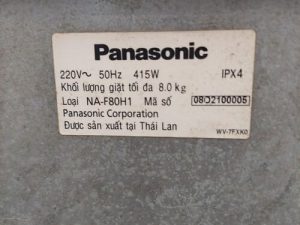 Panasonic
220V~ 50Hz 415W IPX4
Khối lượng giặt tối đa 8.0 kg
Loại NA-F80H1 Mã số 08D2100005
Panasonic Corporation
Được sản xuất tại Thái Lan
WV-7FXK0